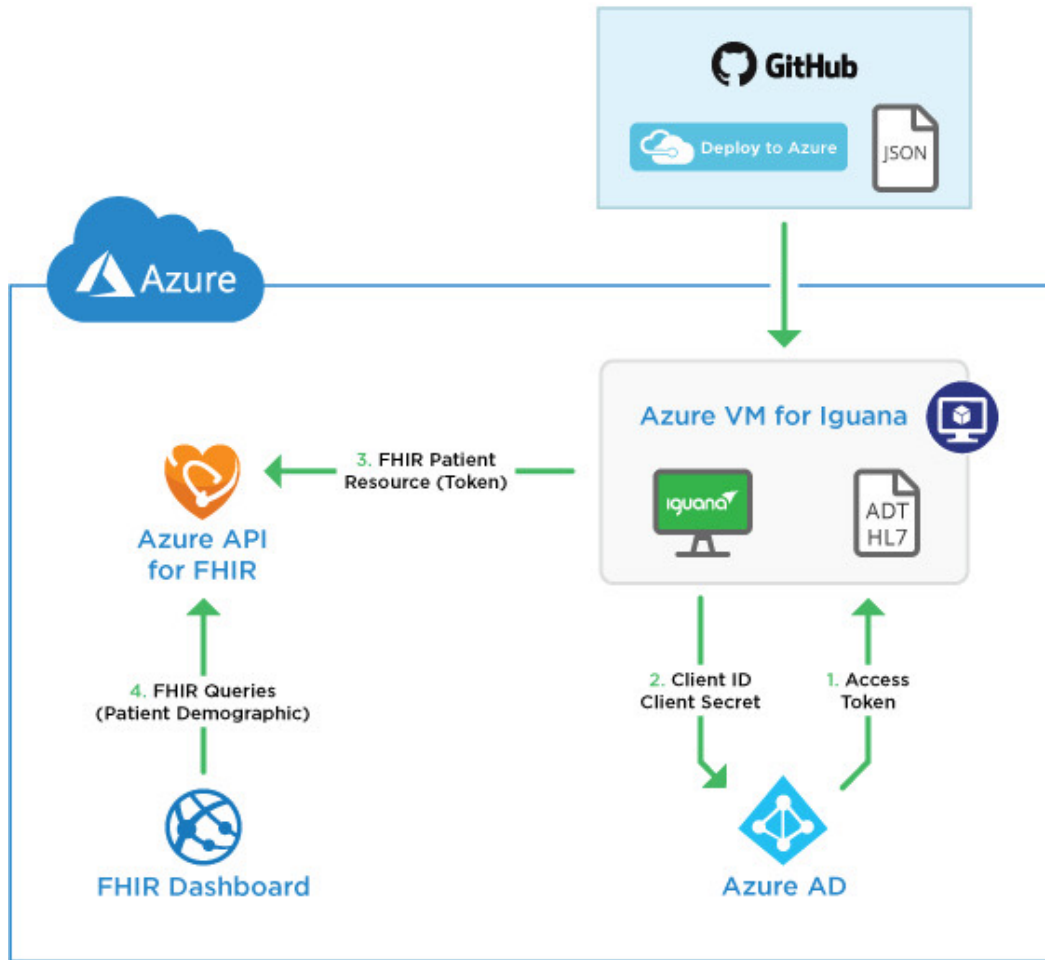 GitHub
Deploy to Azure
JSON
Azure
Azure VM for Iguana
iguana
ADT
HL7
3. FHIR Patient
Resource (Token)
Azure API
for FHIR
4. FHIR Queries
(Patient Demographic)
2. Client ID
Client Secret
1. Access
Token
FHIR Dashboard
Azure AD